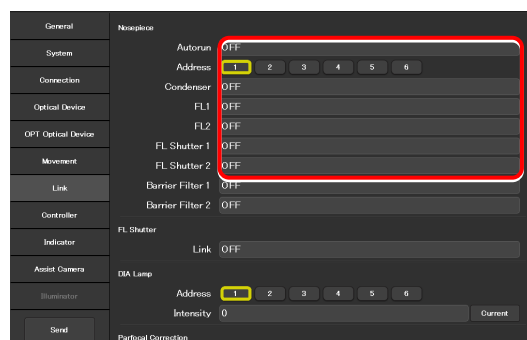 General
System
Connection
Optical Device
OPT Optical Device
Movement
Link
Controller
Indicator
Assist Camera
Illuminator
Send
Nosepiece
Autorun OFF
Address 1 2 3 4 5 6
Condenser OFF
FL1 OFF
FL2 OFF
FL Shutter 1 OFF
FL Shutter 2 OFF
Barrier Filter 1 OFF
Barrier Filter 2 OFF
FL Shutter
Link OFF
DIA Lamp
Address 1 2 3 4 5 6
Intensity 0 Current
Parfocal Correction